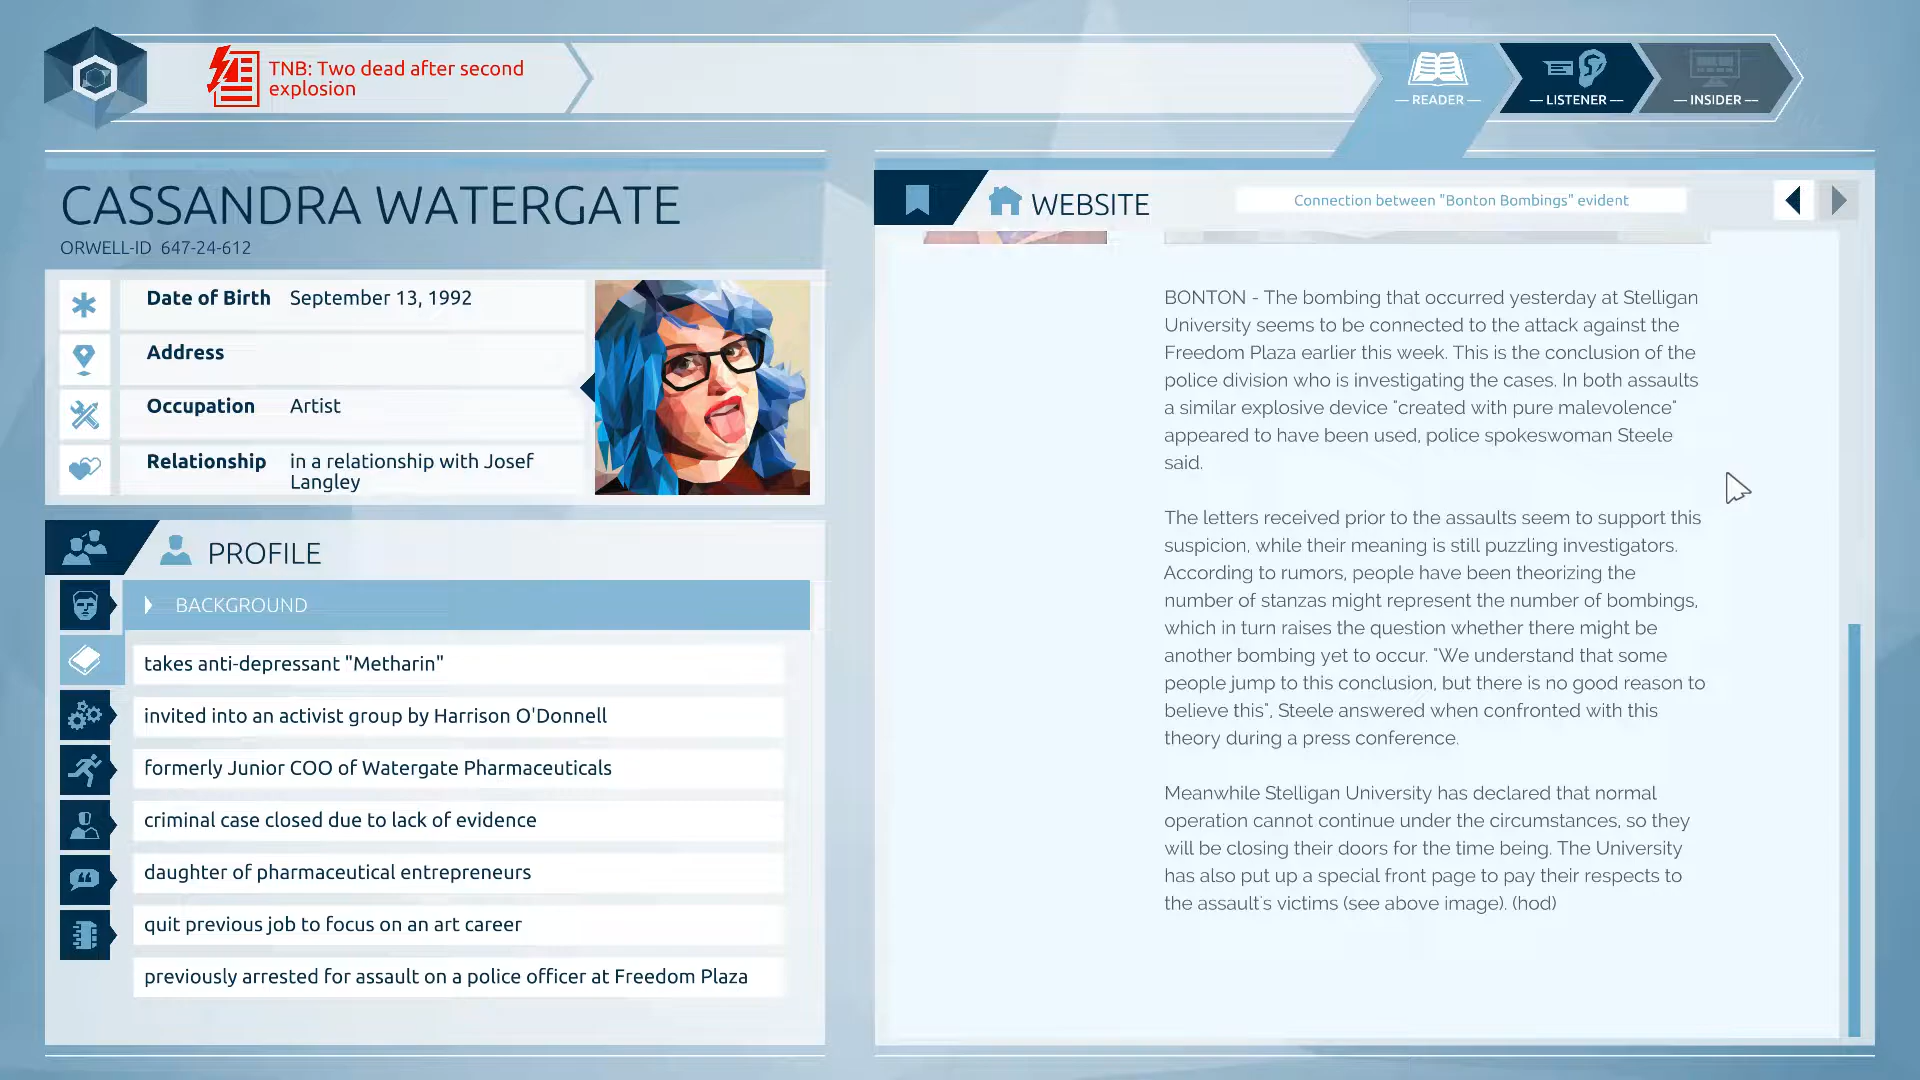 TNB: Two dead after second
explosion
READER
LISTENER
INSIDER
CASSANDRA WATERGATE
ORWELL-ID 647-24-612
Date of Birth September 13, 1992
Address
Occupation Artist
Relationship in a relationship with Josef
Langley
PROFILE
BACKGROUND
takes anti-depressant "Metharin"
invited into an activist group by Harrison O'Donnell
formerly Junior COO of Watergate Pharmaceuticals
criminal case closed due to lack of evidence
daughter of pharmaceutical entrepreneurs
quit previous job to focus on an art career
previously arrested for assault on a police officer at Freedom Plaza
WEBSITE
Connection between "Bonton Bombings" evident
BONTON - The bombing that occurred yesterday at Stelligan
University seems to be connected to the attack against the
Freedom Plaza earlier this week. This is the conclusion of the
police division who is investigating the cases. In both assaults
a similar explosive device "created with pure malevolence"
appeared to have been used, police spokeswoman Steele
said.
The letters received prior to the assaults seem to support this
suspicion, while their meaning is still puzzling investigators.
According to rumors, people have been theorizing the
number of stanzas might represent the number of bombings,
which in turn raises the question whether there might be
another bombing yet to occur. "We understand that some
people jump to this conclusion, but there is no good reason to
believe this", Steele answered when confronted with this
theory during a press conference.
Meanwhile Stelligan University has declared that normal
operation cannot continue under the circumstances, so they
will be closing their doors for the time being. The University
has also put up a special front page to pay their respects to
the assault's victims (see above image). (hod)